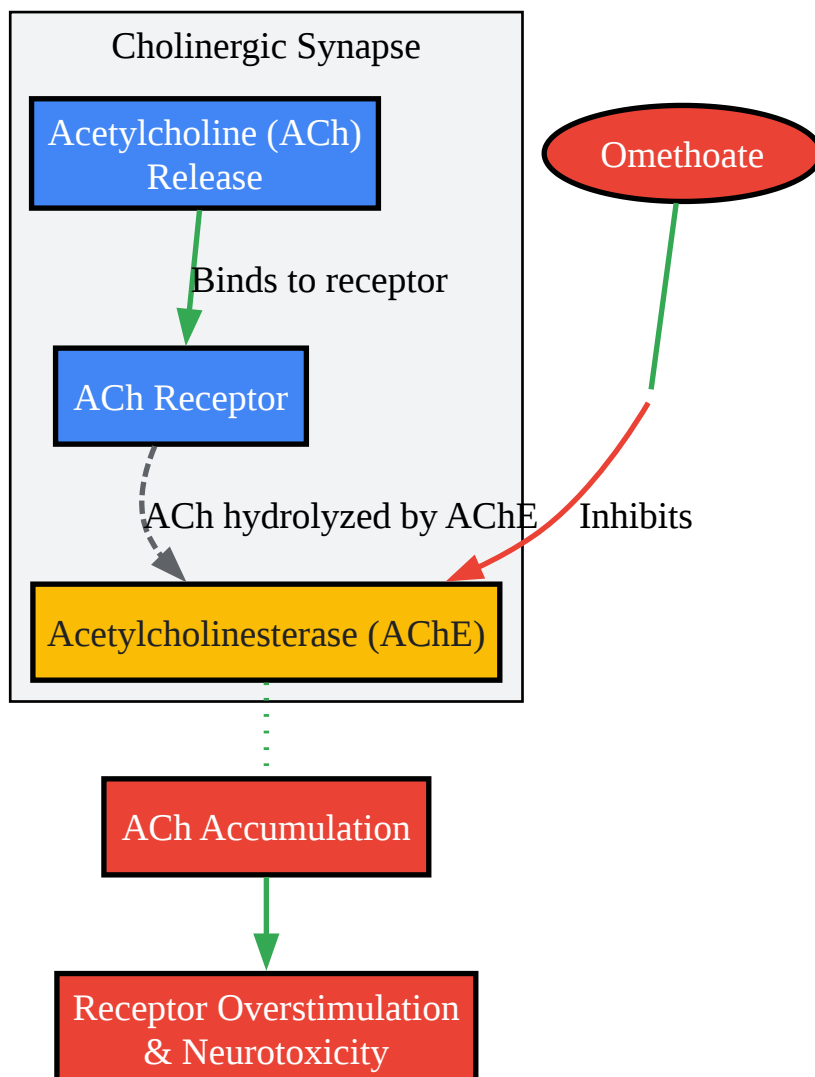 Cholinergic Synapse
Acetylcholine (ACh)
Release
Omethoate
Binds to receptor
ACh Receptor
ACh hydrolyzed by AChE
Inhibits
Acetylcholinesterase (AChE)
ACh Accumulation
Receptor Overstimulation
& Neurotoxicity